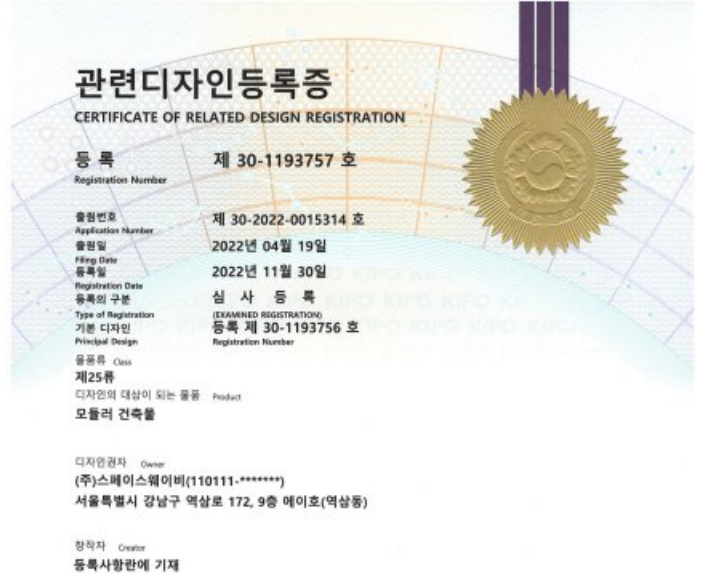 관련디자인등록증
CERTIFICATE OF RELATED DESIGN REGISTRATION
등 록 제 30-1193757 호
Registration Number
출원번호 제 30-2022-0015314 호
Application Number
출원일 2022년 04월 19일
Filing Date
등록일 2022년 11월 30일
Registration Date
등록의 구분 심 사 등 록
Type of Registration (EXAMINED REGISTRATION)
기본 디자인 등록 제 30-1193756 호
Principal Design Registration Number
물품류 Class
제25류
디자인의 대상이 되는 물품 Product
모듈러 건축물
디자인권자 Owner
(주)스페이스웨이비(110111-*******)
서울특별시 강남구 역삼로 172, 9층 에이호(역삼동)
창작자 Creator
등록사항란에 기재